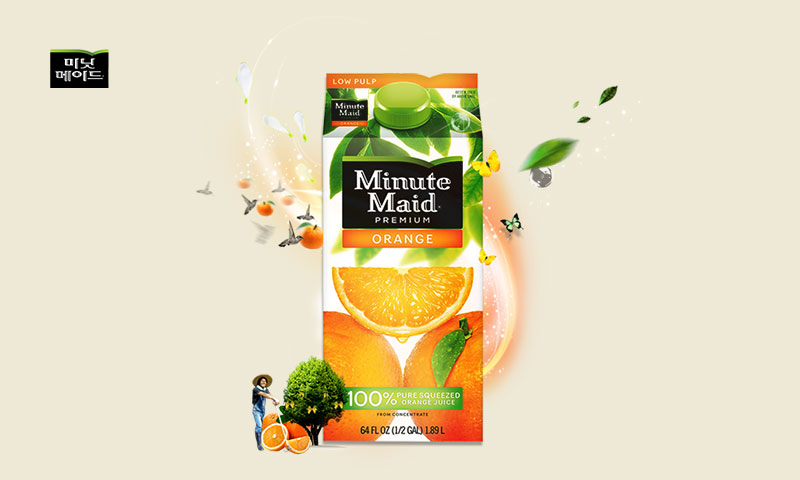 미닛
메이드
LOW PULP
Minute
Maid
ORANGE
Minute
Maid
PREMIUM
ORANGE
100% PURE SQUEEZED
ORANGE JUICE
FROM CONCENTRATE
64 FL OZ (1/2 GAL) 1.89 L